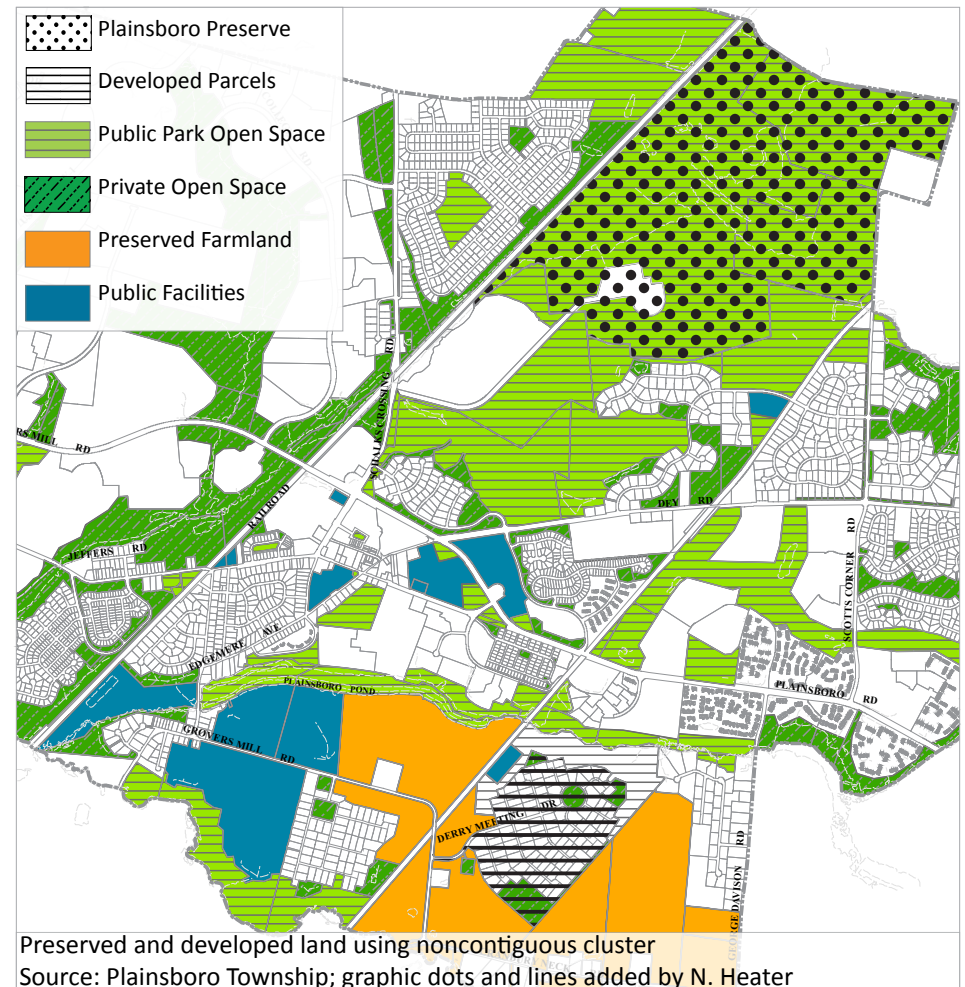 Plainsboro Preserve
Developed Parcels
Public Park Open Space
Private Open Space
Preserved Farmland
Public Facilities
SCHALKS CROSSING RD
RS MILL RD
RAILROAD
DEY RD
JEFFERS RD
SCOTTS CORNER RD
EDGEMERE AVE
PLAINSBORO POND
PLAINSBORO RD
GROVERS MILL RD
DERRY MEETING DR
GEORGE DAVISON RD
NECK
Preserved and developed land using noncontiguous cluster
Source: Plainsboro Township; graphic dots and lines added by N. Heater